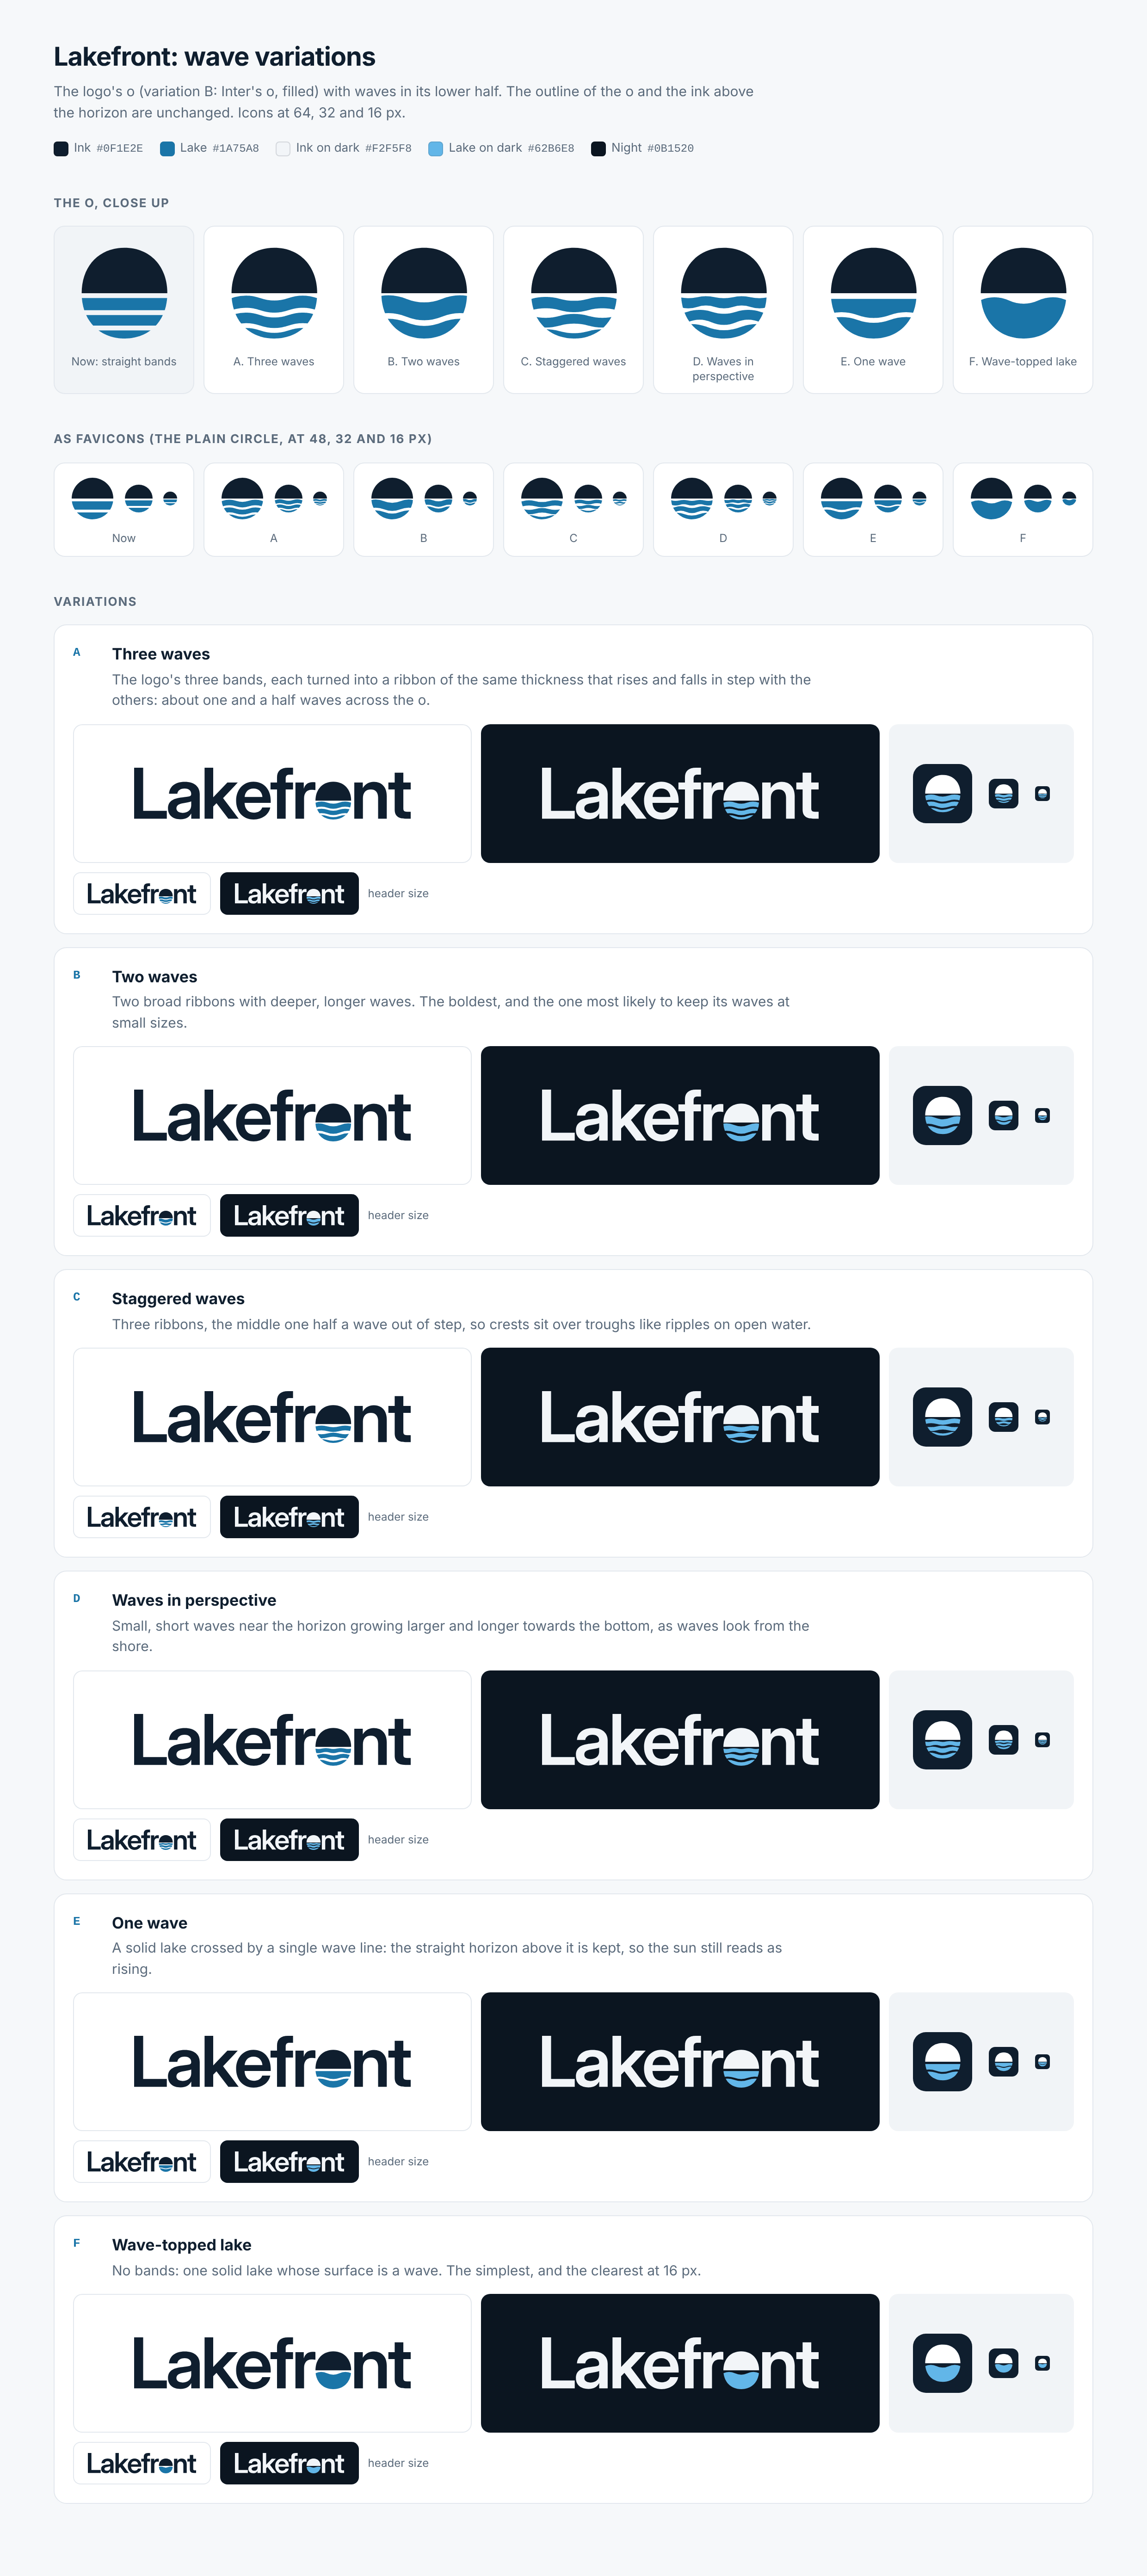 Lakefront: wave variations
The logo's o (variation B: Inter's o, filled) with waves in its lower half. The outline of the o and the ink above
the horizon are unchanged. Icons at 64, 32 and 16 px.
Ink #0F1E2E Lake #1A75A8 Ink on dark #F2F5F8 Lake on dark #62B6E8 Night #0B1520
THE O, CLOSE UP
Now: straight bands
A. Three waves
B. Two waves
C. Staggered waves
D. Waves in
perspective
E. One wave
F. Wave-topped lake
AS FAVICONS (THE PLAIN CIRCLE, AT 48, 32 AND 16 PX)
Now
A
B
C
D
E
F
VARIATIONS
A
Three waves
The logo's three bands, each turned into a ribbon of the same thickness that rises and falls in step with the
others: about one and a half waves across the o.
Lakefront
Lakefront
Lakefront
Lakefront
header size
B
Two waves
Two broad ribbons with deeper, longer waves. The boldest, and the one most likely to keep its waves at
small sizes.
Lakefront
Lakefront
Lakefront
Lakefront
header size
C
Staggered waves
Three ribbons, the middle one half a wave out of step, so crests sit over troughs like ripples on open water.
Lakefront
Lakefront
Lakefront
Lakefront
header size
D
Waves in perspective
Small, short waves near the horizon growing larger and longer towards the bottom, as waves look from the
shore.
Lakefront
Lakefront
Lakefront
Lakefront
header size
E
One wave
A solid lake crossed by a single wave line: the straight horizon above it is kept, so the sun still reads as
rising.
Lakefront
Lakefront
Lakefront
Lakefront
header size
F
Wave-topped lake
No bands: one solid lake whose surface is a wave. The simplest, and the clearest at 16 px.
Lakefront
Lakefront
Lakefront
Lakefront
header size